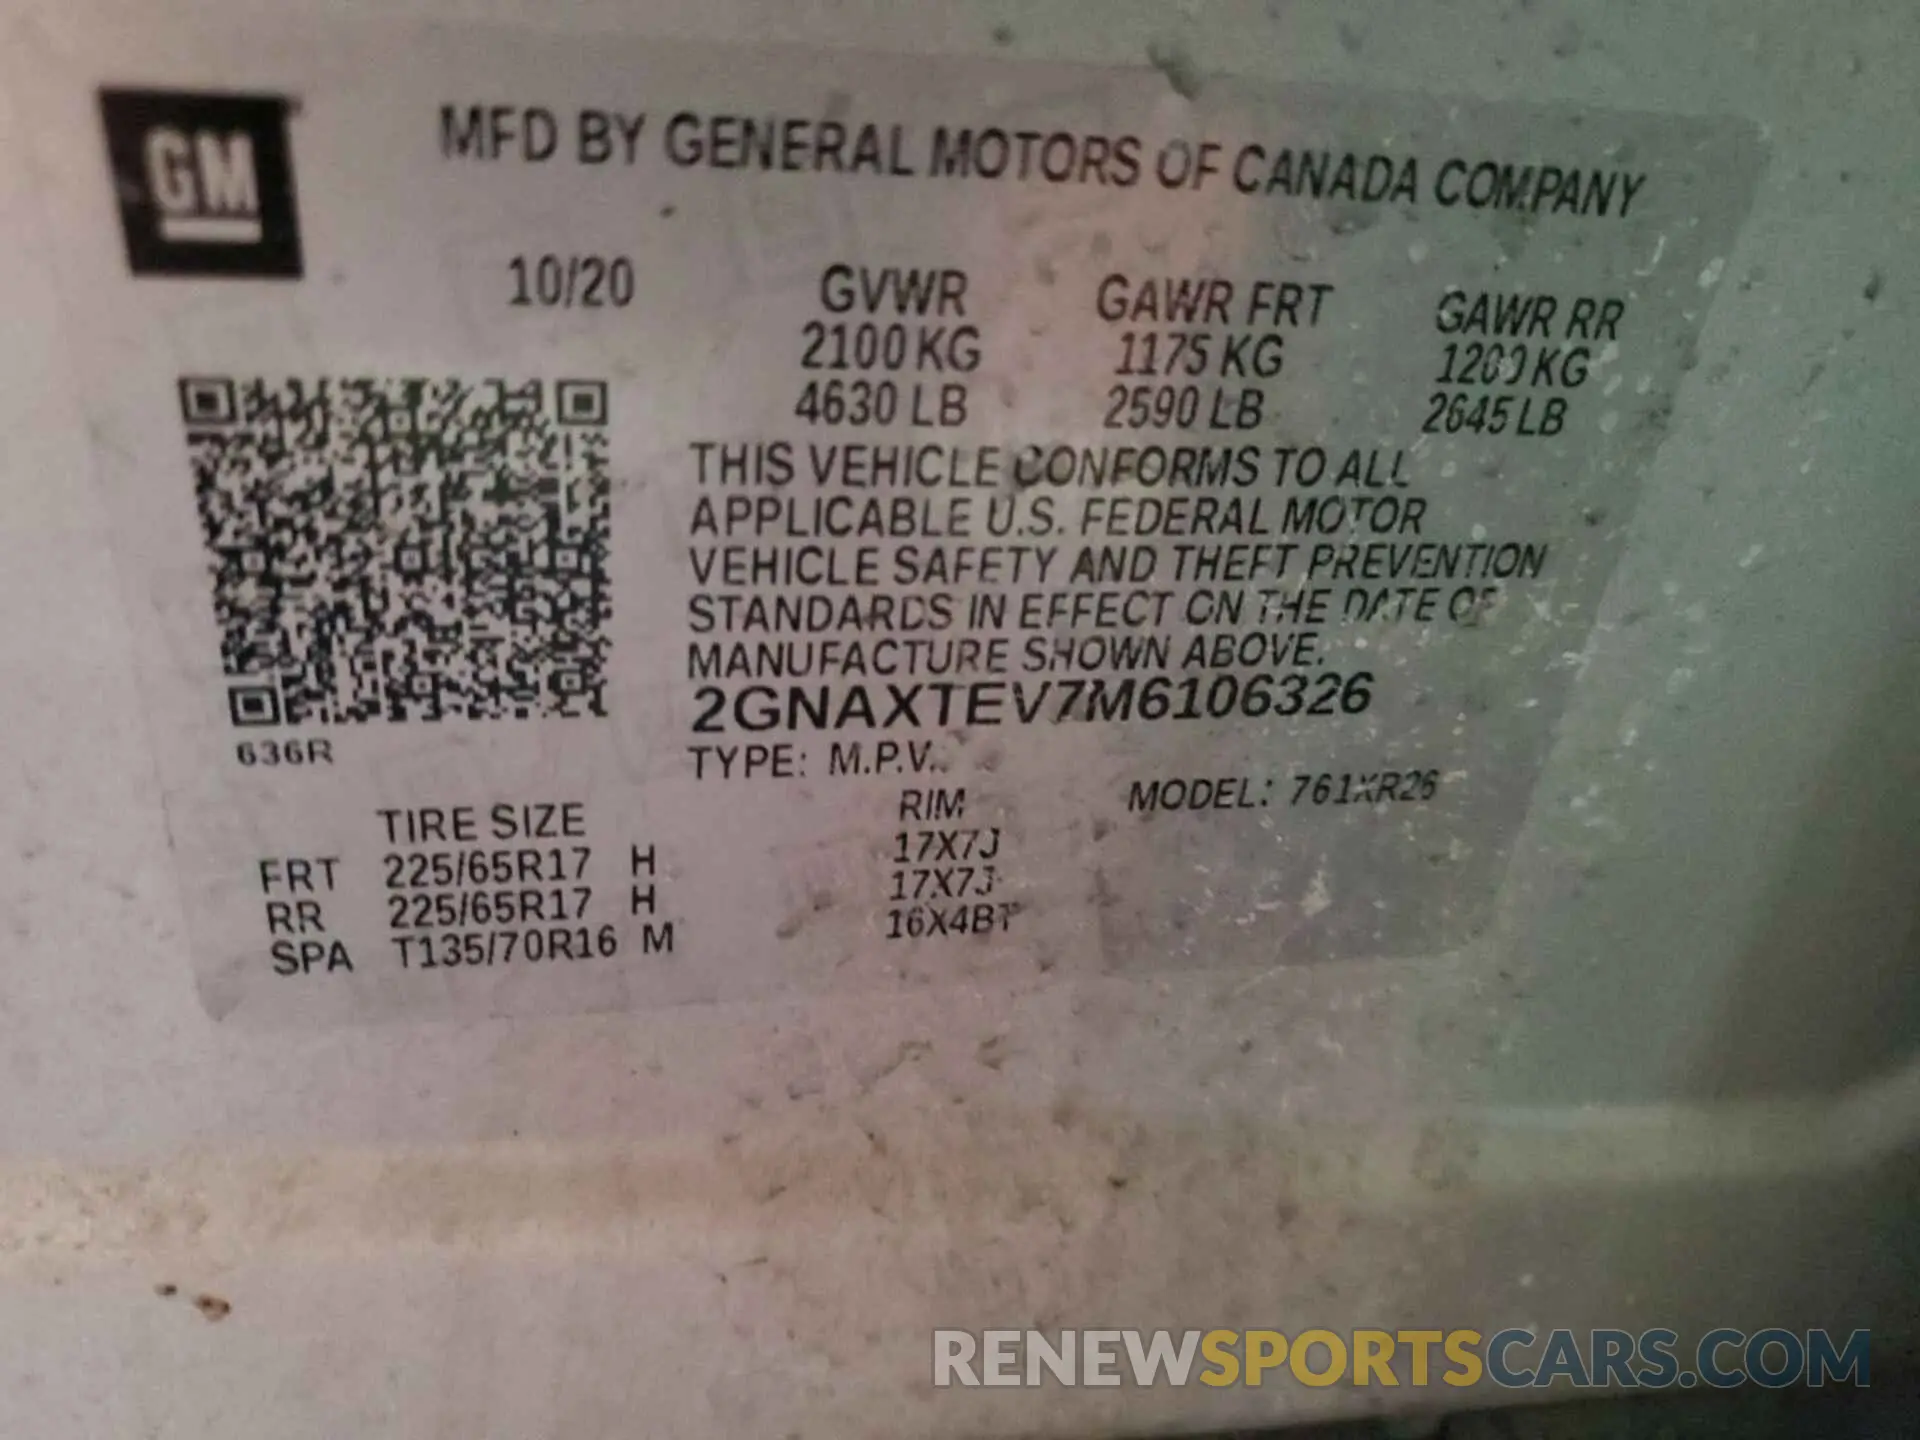 GM
MFD BY GENERAL MOTORS OF CANADA COMPANY
10/20 GVWR GAWR FRT GAWR RR
2100 KG 1175 KG 1200 KG
4630 LB 2590 LB 2645 LB
THIS VEHICLE CONFORMS TO ALL
APPLICABLE U.S. FEDERAL MOTOR
VEHICLE SAFETY AND THEFT PREVENTION
STANDARDS IN EFFECT ON THE DATE OF
MANUFACTURE SHOWN ABOVE.
2GNAXTEV7M6106326
636R
TYPE: M.P.V. MODEL: 761XR26
TIRE SIZE RIM
FRT 225/65R17 H 17X7J
RR 225/65R17 H 17X7J
SPA T135/70R16 M 16X4BT
RENEWSPORTSCARS.COM